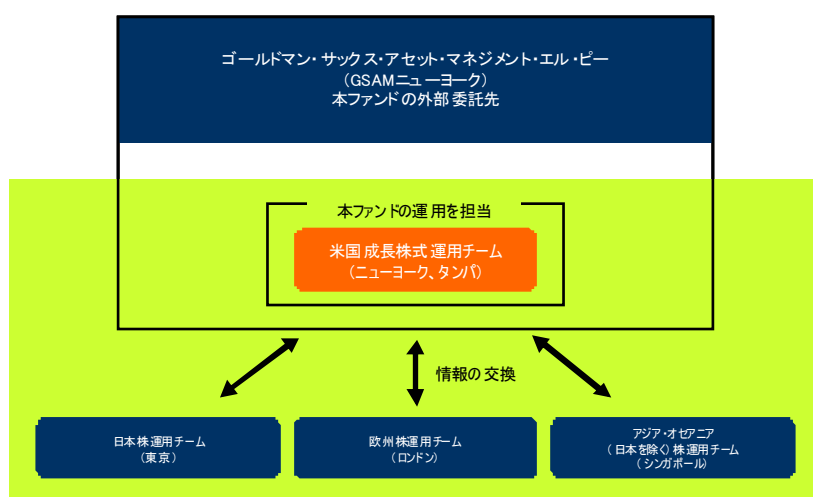 ゴールドマン・サックス・アセット・マネジメント・エル・ピー
（GSAMニューヨーク）
本ファンドの外部委託先
本ファンドの運用を担当
米国成長株式運用チーム
（ニューヨーク、タンパ）
情報の交換
日本株運用チーム
（東京）
欧州株運用チーム
（ロンドン）
アジア・オセアニア
（日本を除く）株運用チーム
（シンガポール）